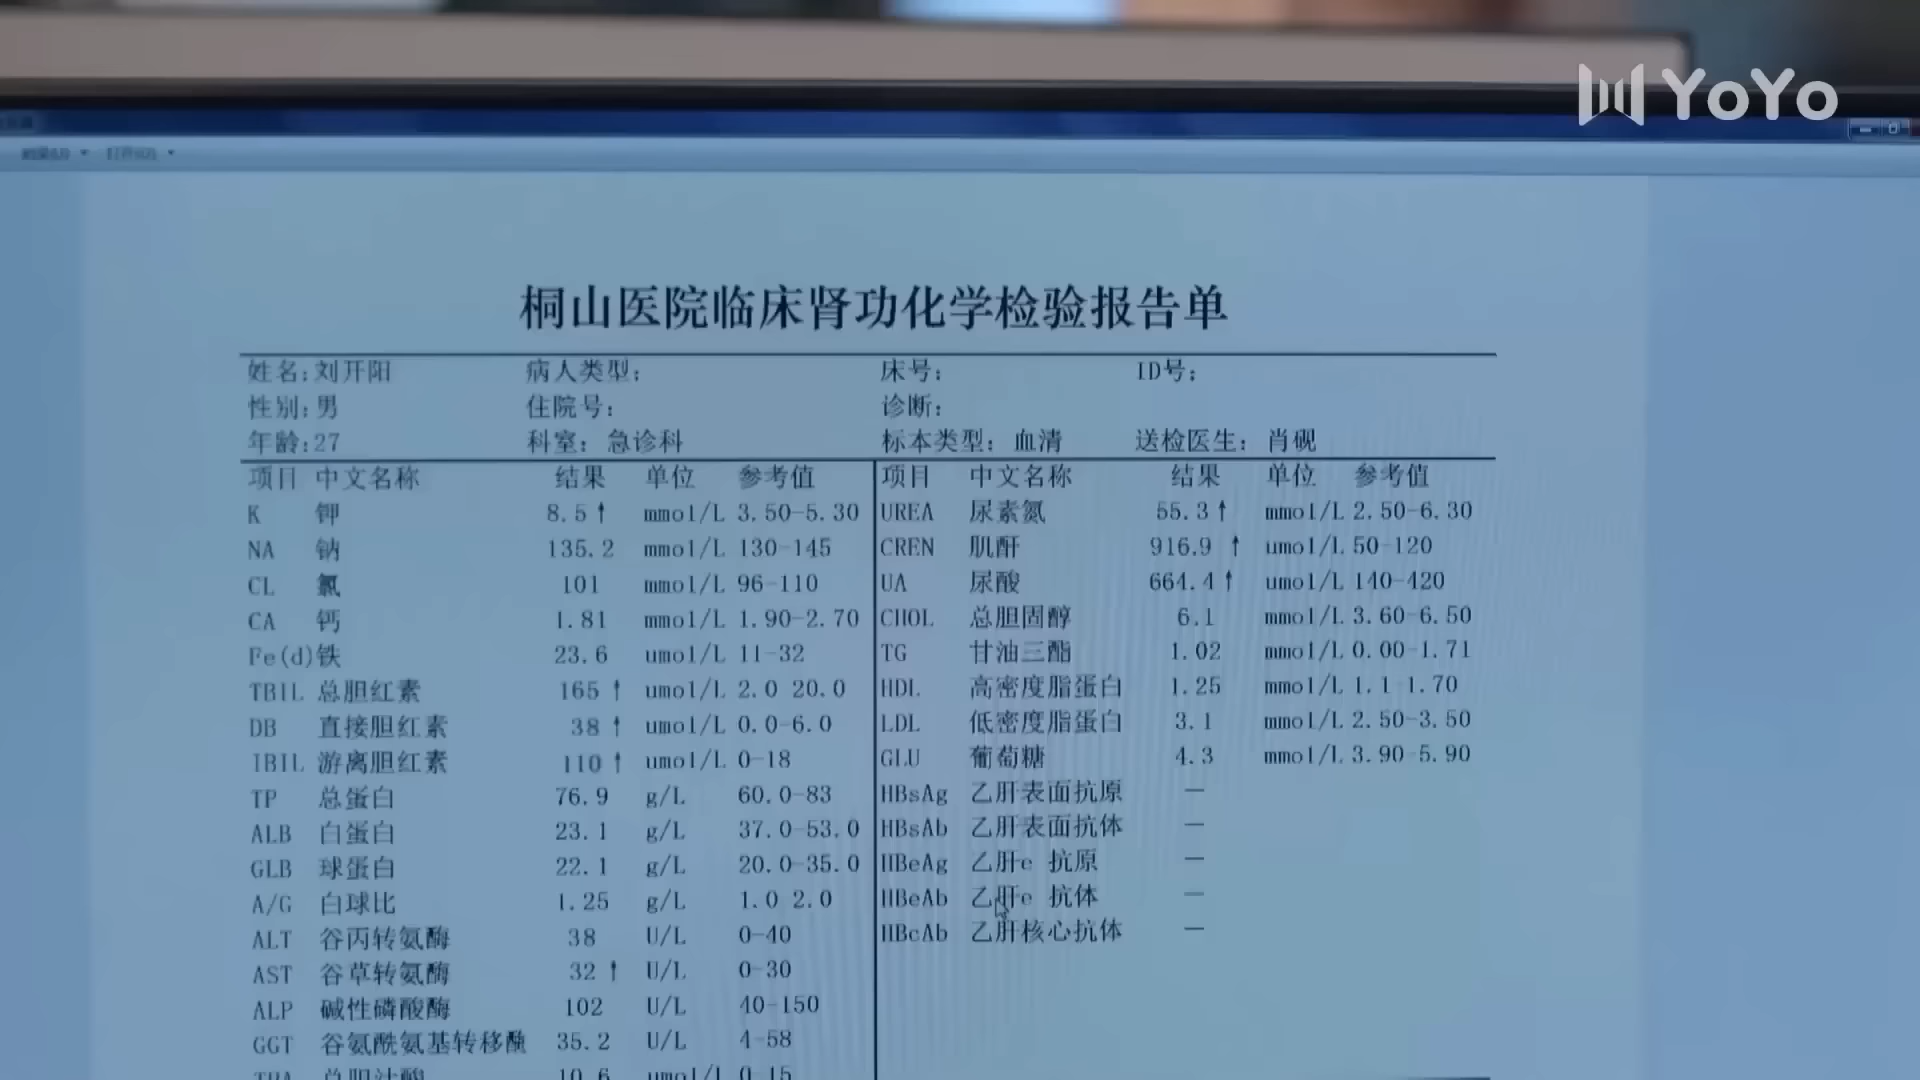 YoYo
桐山医院临床肾功化学检验报告单
姓名:刘开阳 病人类型: 床号: ID号:
性别:男 住院号: 诊断:
年龄:27 科室: 急诊科 标本类型: 血清 送检医生: 肖砚
项目 中文名称 结果 单位 参考值 项目 中文名称 结果 单位 参考值
K 钾 8.5↑ mmol/L 3.50-5.30 UREA 尿素氮 55.3↑ mmol/L 2.50-6.30
NA 钠 135.2 mmol/L 130-145 CREN 肌酐 916.9 ↑ umol/L 50-120
CL 氯 101 mmol/L 96-110 UA 尿酸 664.4↑ umol/L 140-420
CA 钙 1.81 mmol/L 1.90-2.70 CHOL 总胆固醇 6.1 mmol/L 3.60-6.50
Fe(d)铁 23.6 umol/L 11-32 TG 甘油三酯 1.02 mmol/L 0.00-1.71
TBIL 总胆红素 165 ↑ umol/L 2.0-20.0 HDL 高密度脂蛋白 1.25 mmol/L 1.1-1.70
DB 直接胆红素 38 ↑ umol/L 0.0-6.0 LDL 低密度脂蛋白 3.1 mmol/L 2.50-3.50
IBIL 游离胆红素 110 ↑ umol/L 0-18 GLU 葡萄糖 4.3 mmol/L 3.90-5.90
TP 总蛋白 76.9 g/L 60.0-83 HBsAg 乙肝表面抗原 —
ALB 白蛋白 23.1 g/L 37.0-53.0 HBsAb 乙肝表面抗体 —
GLB 球蛋白 22.1 g/L 20.0-35.0 HBeAg 乙肝e 抗原 —
A/G 白球比 1.25 g/L 1.0-2.0 HBeAb 乙肝e 抗体 —
ALT 谷丙转氨酶 38 U/L 0-40 HBcAb 乙肝核心抗体 —
AST 谷草转氨酶 32 ↑ U/L 0-30
ALP 碱性磷酸酶 102 U/L 40-150
GGT 谷氨酰氨基转移酶 35.2 U/L 4-58
10.6 umol/L 0-15